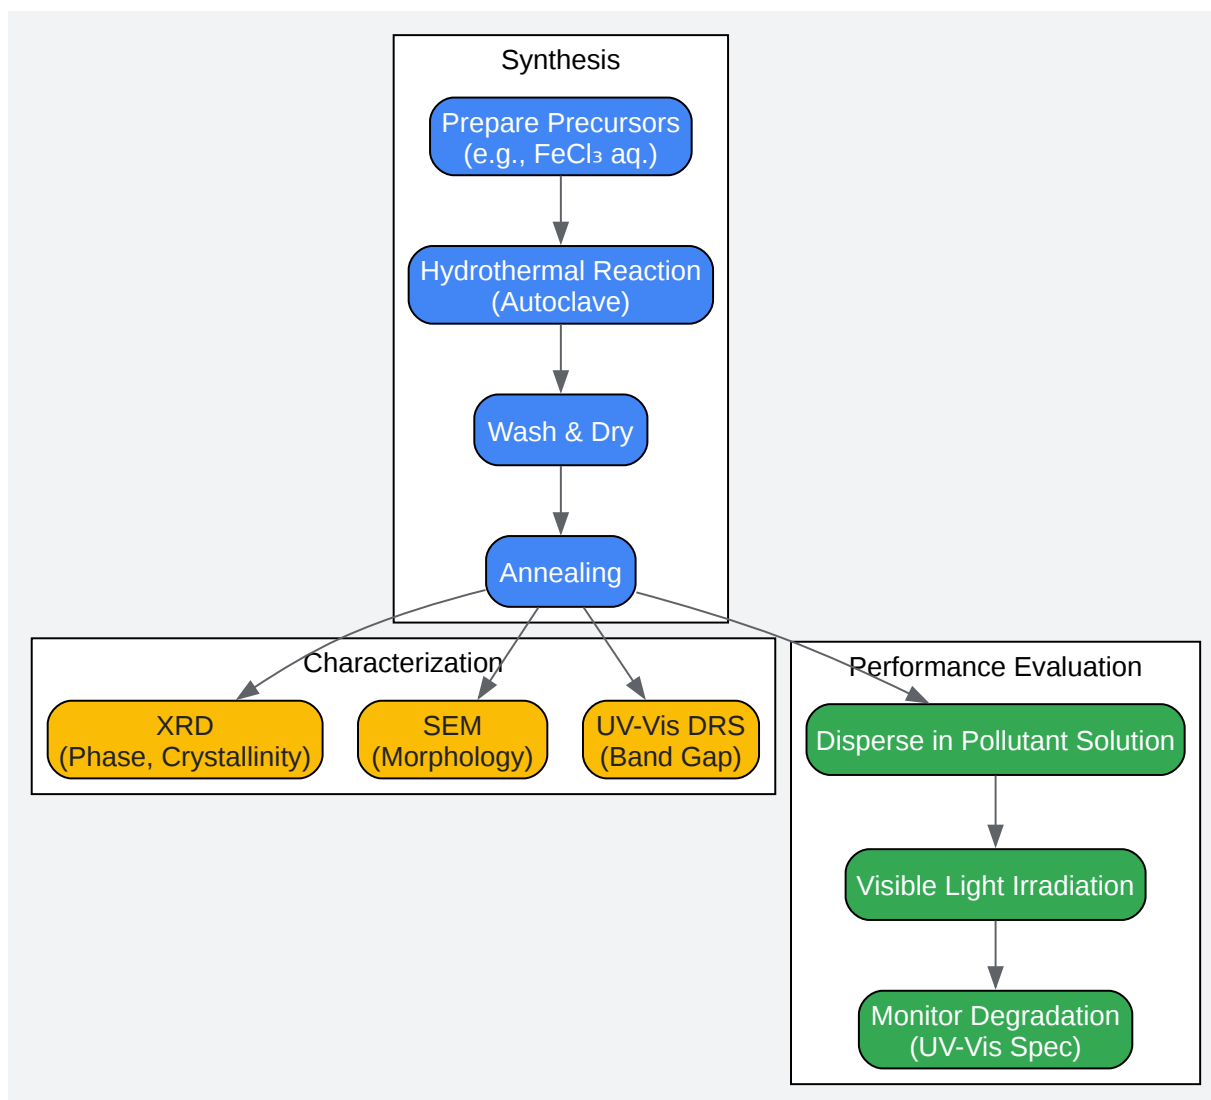 Synthesis
Prepare Precursors
(e.g., FeCl₃ aq.)
Hydrothermal Reaction
(Autoclave)
Wash & Dry
Annealing
Characterization
XRD
(Phase, Crystallinity)
SEM
(Morphology)
UV-Vis DRS
(Band Gap)
Performance Evaluation
Disperse in Pollutant Solution
Visible Light Irradiation
Monitor Degradation
(UV-Vis Spec)